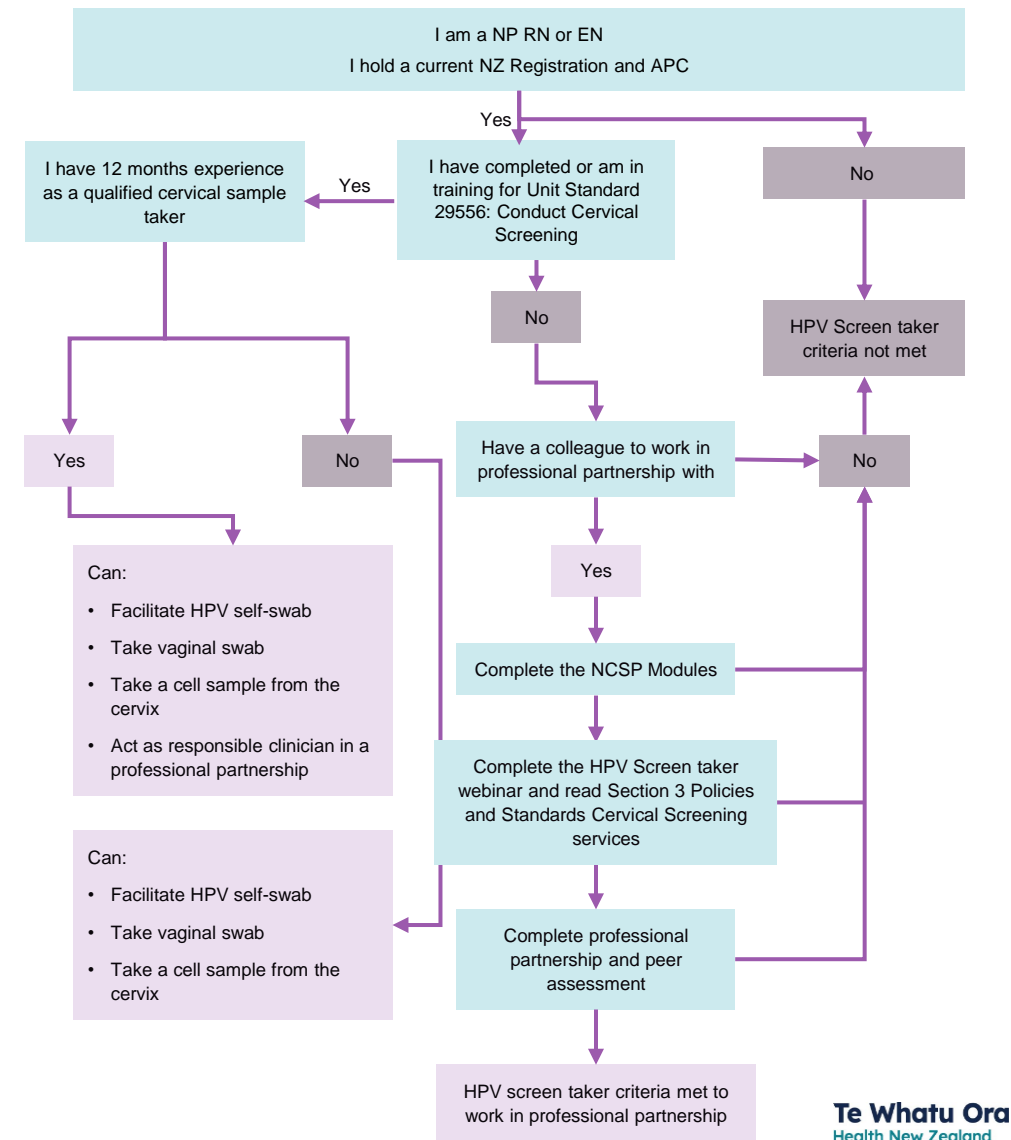 I am a NP RN or EN
I hold a current NZ Registration and APC
Yes
I have 12 months experience
as a qualified cervical sample
taker
Yes
I have completed or am in
training for Unit Standard
29556: Conduct Cervical
Screening
No
No
HPV Screen taker
criteria not met
Yes
No
Have a colleague to work in
professional partnership with
No
Yes
Can:
• Facilitate HPV self-swab
• Take vaginal swab
• Take a cell sample from the
cervix
• Act as responsible clinician in a
professional partnership
Complete the NCSP Modules
Complete the HPV Screen taker
webinar and read Section 3 Policies
and Standards Cervical Screening
services
Can:
• Facilitate HPV self-swab
• Take vaginal swab
• Take a cell sample from the
cervix
Complete professional
partnership and peer
assessment
HPV screen taker criteria met to
work in professional partnership
Te Whatu Ora
Health New Zealand